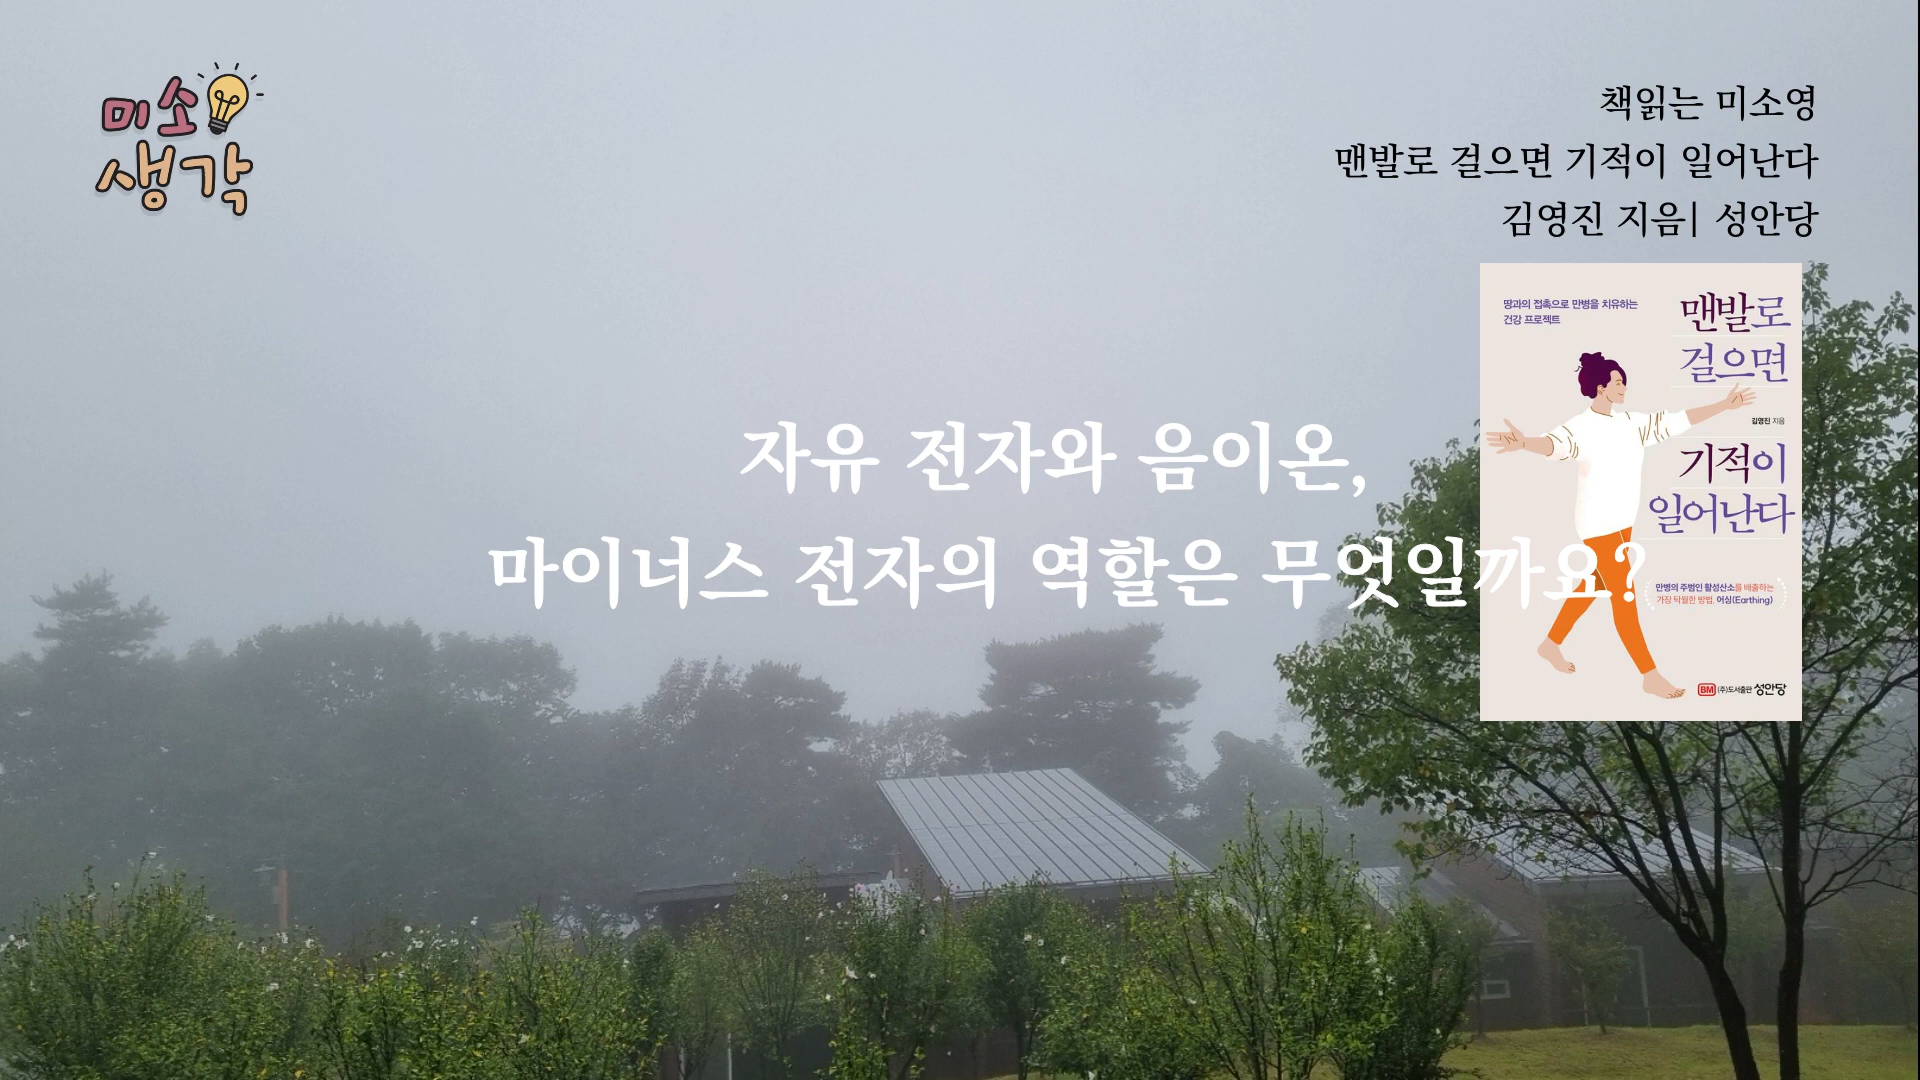 미소
생각
책읽는 미소영
맨발로 걸으면 기적이 일어난다
김영진 지음| 성안당
땅과의 접촉으로 만병을 치유하는
건강 프로젝트
맨발로
걸으면
김영진 지음
기적이
일어난다
자유 전자와 음이온,
마이너스 전자의 역할은 무엇일까요?
만병의 주범인 활성산소를 배출하는
가장 탁월한 방법, 어싱(Earthing)
BM (주)도서출판 성안당